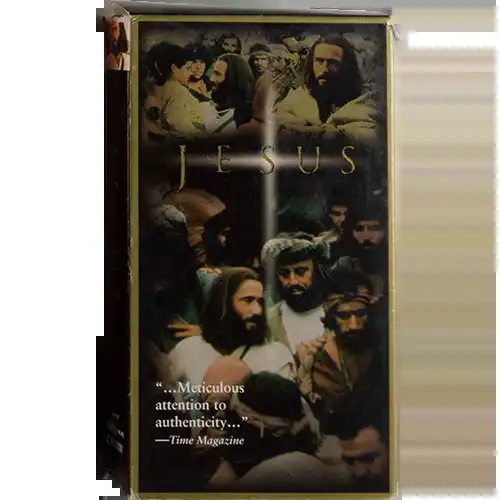 JESUS
“...Meticulous
attention to
authenticity...”
—Time Magazine